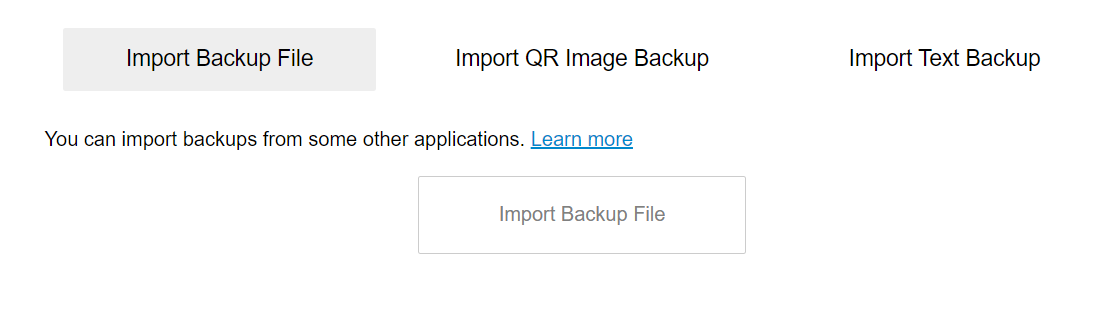 Import Backup File Import QR Image Backup Import Text Backup
You can import backups from some other applications. Learn more
Import Backup File